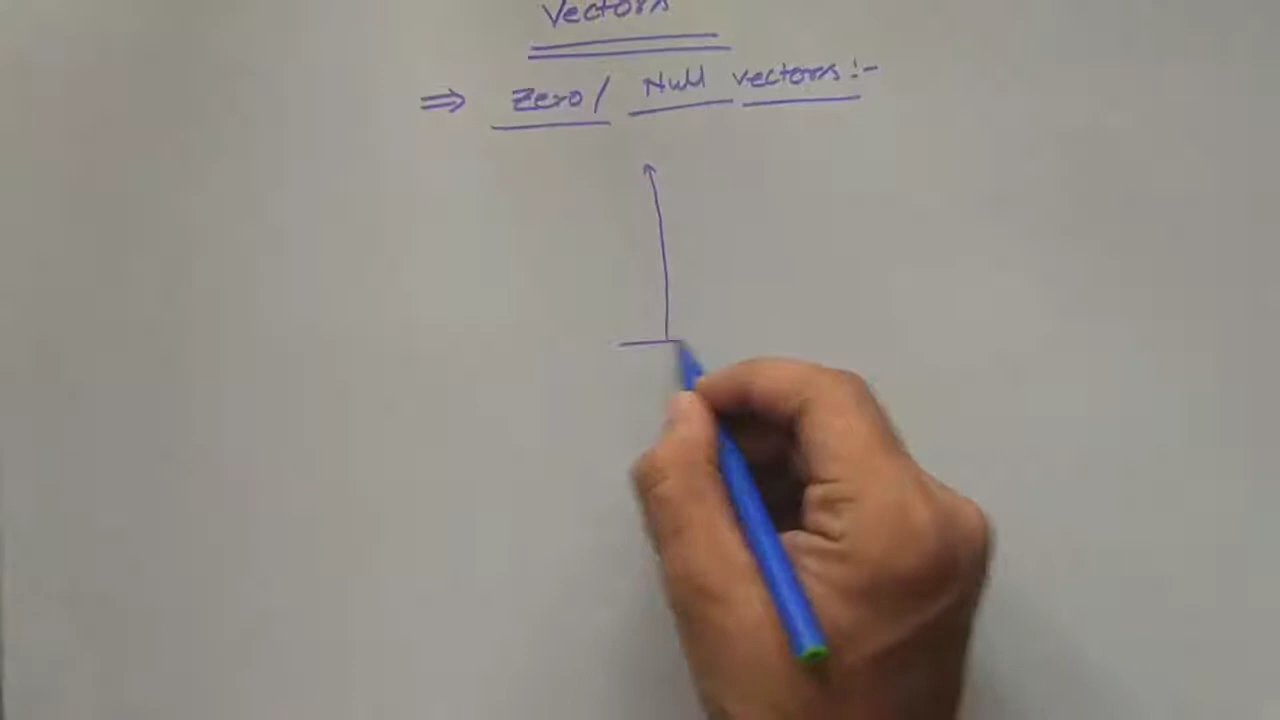 Vectors
⇒ Zero / Null vectors :-